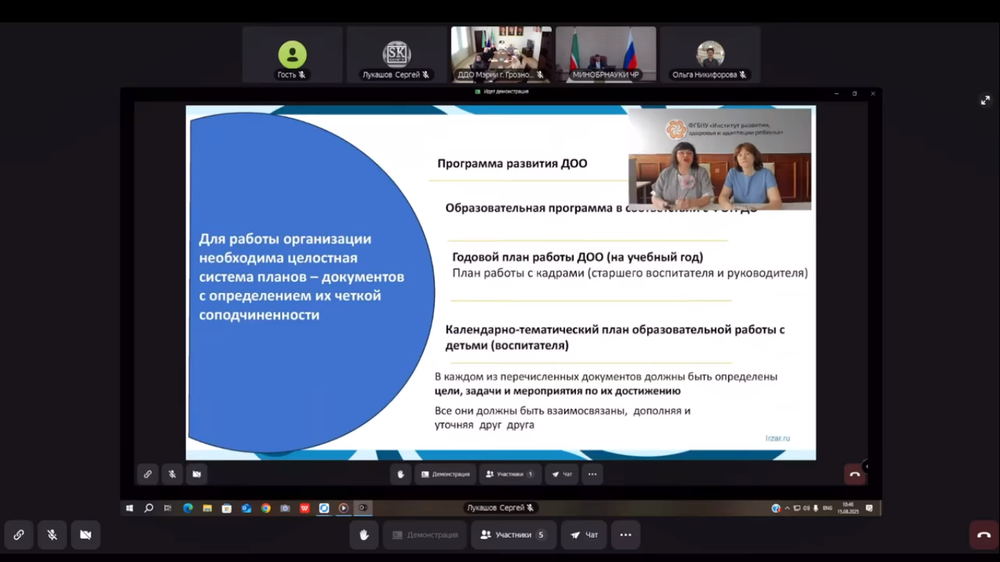 Гость
SK
Лукашов Сергей
ДДО Мэрии г. Грозно...
МИНОБРНАУКИ ЧР
Ольга Никифорова
Идет демонстрация
ФГБНУ «Институт развития,
здоровья и адаптации ребенка»
Программа развития ДОО
Образовательная программа в соответствии с ФОП ДО
Для работы организации
необходима целостная
система планов – документов
с определением их четкой
соподчиненности
Годовой план работы ДОО (на учебный год)
План работы с кадрами (старшего воспитателя и руководителя)
Календарно-тематический план образовательной работы с
детьми (воспитателя)
В каждом из перечисленных документов должны быть определены
цели, задачи и мероприятия по их достижению
Все они должны быть взаимосвязаны, дополняя и
уточняя друг друга
irzar.ru
Демонстрация
Участники 1
Чат
Лукашов Сергей
ENG
10:46
15.08.2025
Демонстрация
Участники 5
Чат